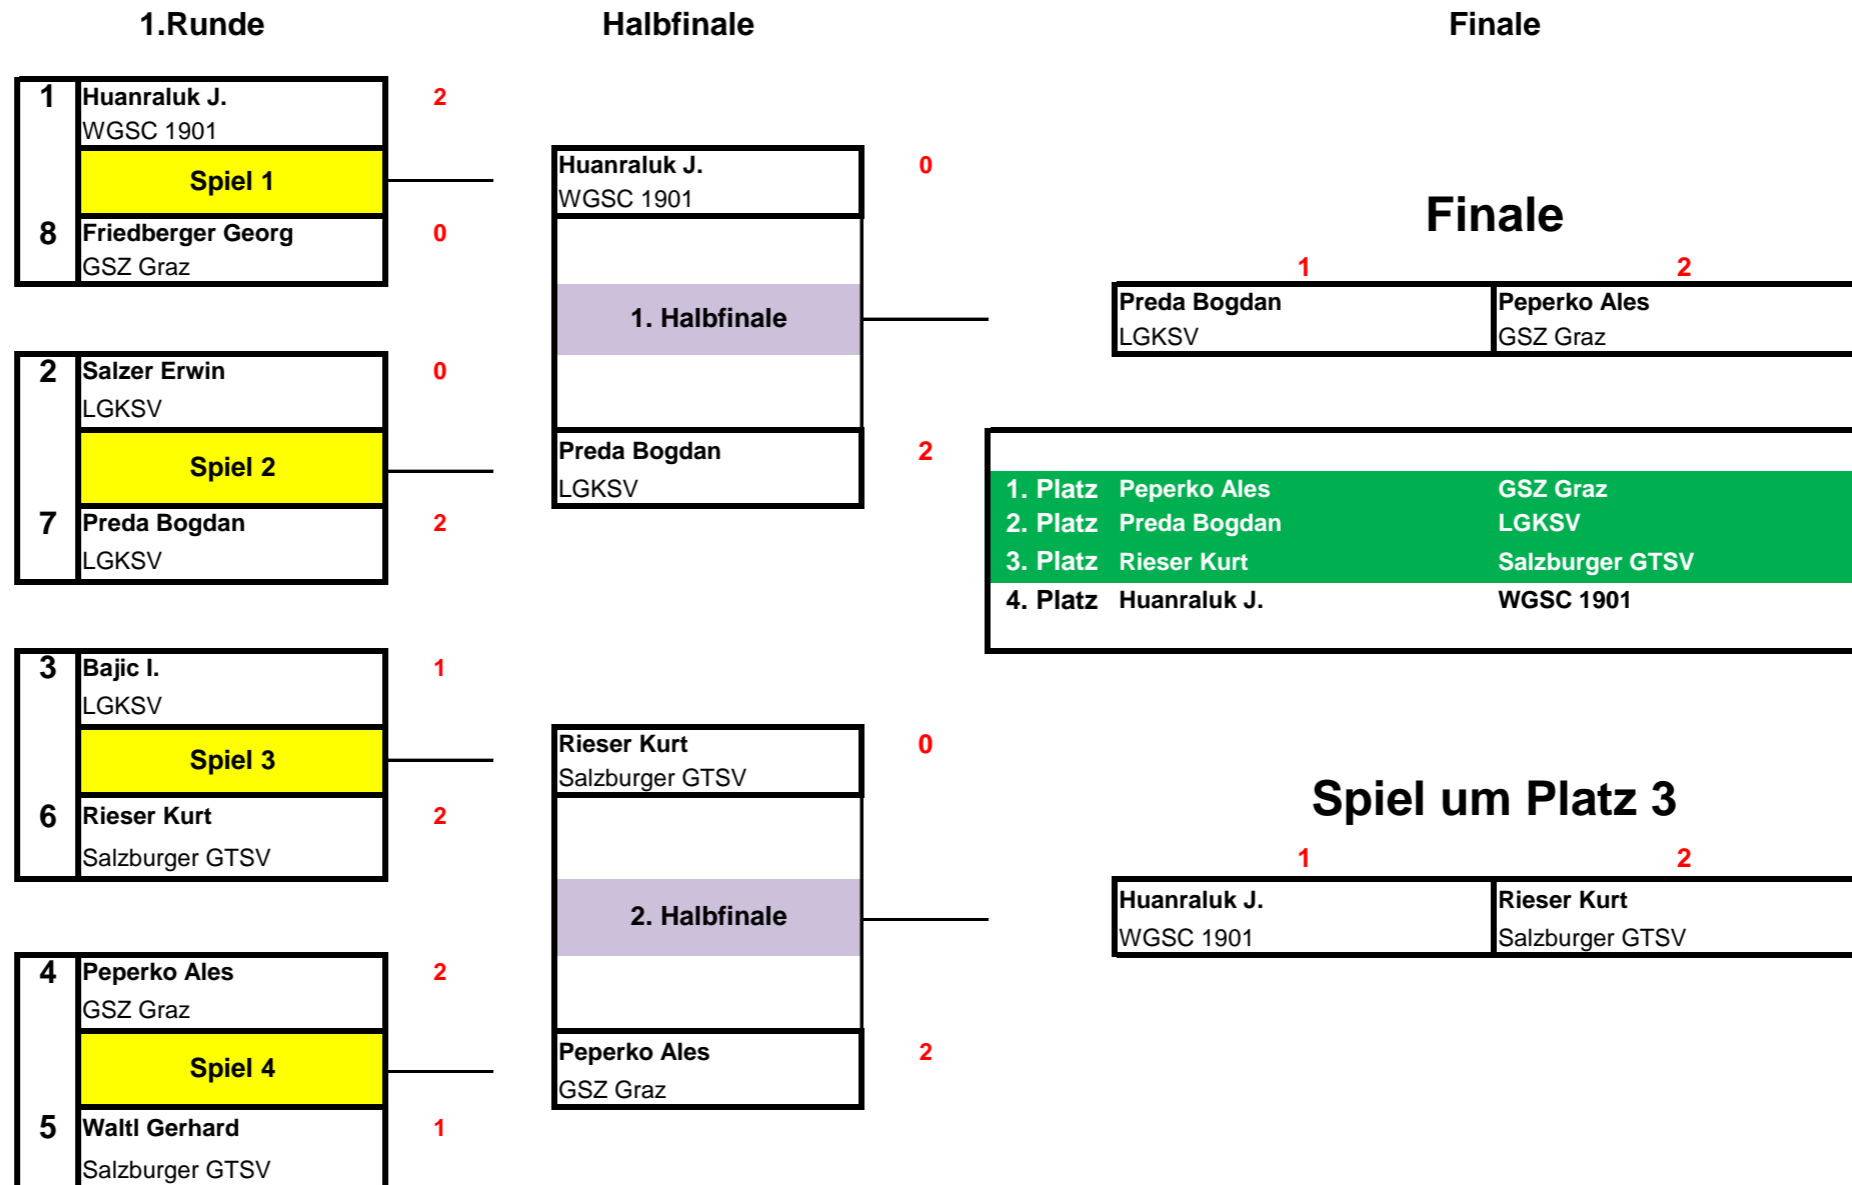 1.Runde
Halbfinale
Finale
1
Huanraluk J.
2
WGSC 1901
Spiel 1
8
Friedberger Georg
0
GSZ Graz
2
Salzer Erwin
0
LGKSV
Spiel 2
7
Preda Bogdan
2
LGKSV
3
Bajic I.
1
LGKSV
Spiel 3
6
Rieser Kurt
2
Salzburger GTSV
4
Peperko Ales
2
GSZ Graz
Spiel 4
5
Waltl Gerhard
1
Salzburger GTSV
Huanraluk J.
0
WGSC 1901
1. Halbfinale
Preda Bogdan
2
LGKSV
Rieser Kurt
0
Salzburger GTSV
2. Halbfinale
Peperko Ales
2
GSZ Graz
Finale
1 2
Preda Bogdan Peperko Ales
LGKSV GSZ Graz
1. Platz Peperko Ales GSZ Graz
2. Platz Preda Bogdan LGKSV
3. Platz Rieser Kurt Salzburger GTSV
4. Platz Huanraluk J. WGSC 1901
Spiel um Platz 3
1 2
Huanraluk J. Rieser Kurt
WGSC 1901 Salzburger GTSV